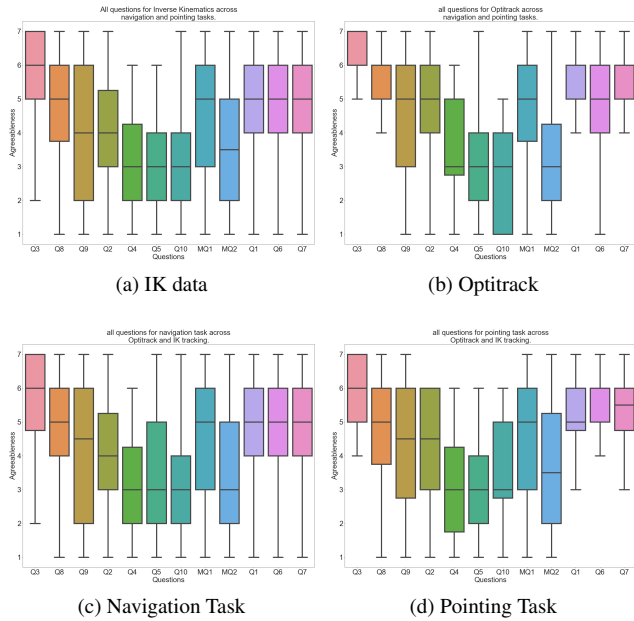 All questions for Inverse Kinematics across
navigation and pointing tasks.
Agreeableness
7
6
5
4
3
2
1
Q3 Q8 Q9 Q2 Q4 Q5 Q10 MQ1 MQ2 Q1 Q6 Q7
Questions
(a) IK data
all questions for Optitrack across
navigation and pointing tasks.
Agreeableness
7
6
5
4
3
2
1
Q3 Q8 Q9 Q2 Q4 Q5 Q10 MQ1 MQ2 Q1 Q6 Q7
Questions
(b) Optitrack
all questions for navigation task across
Optitrack and IK tracking.
Agreeableness
7
6
5
4
3
2
1
Q3 Q8 Q9 Q2 Q4 Q5 Q10 MQ1 MQ2 Q1 Q6 Q7
Questions
(c) Navigation Task
all questions for pointing task across
Optitrack and IK tracking.
Agreeableness
7
6
5
4
3
2
1
Q3 Q8 Q9 Q2 Q4 Q5 Q10 MQ1 MQ2 Q1 Q6 Q7
Questions
(d) Pointing Task